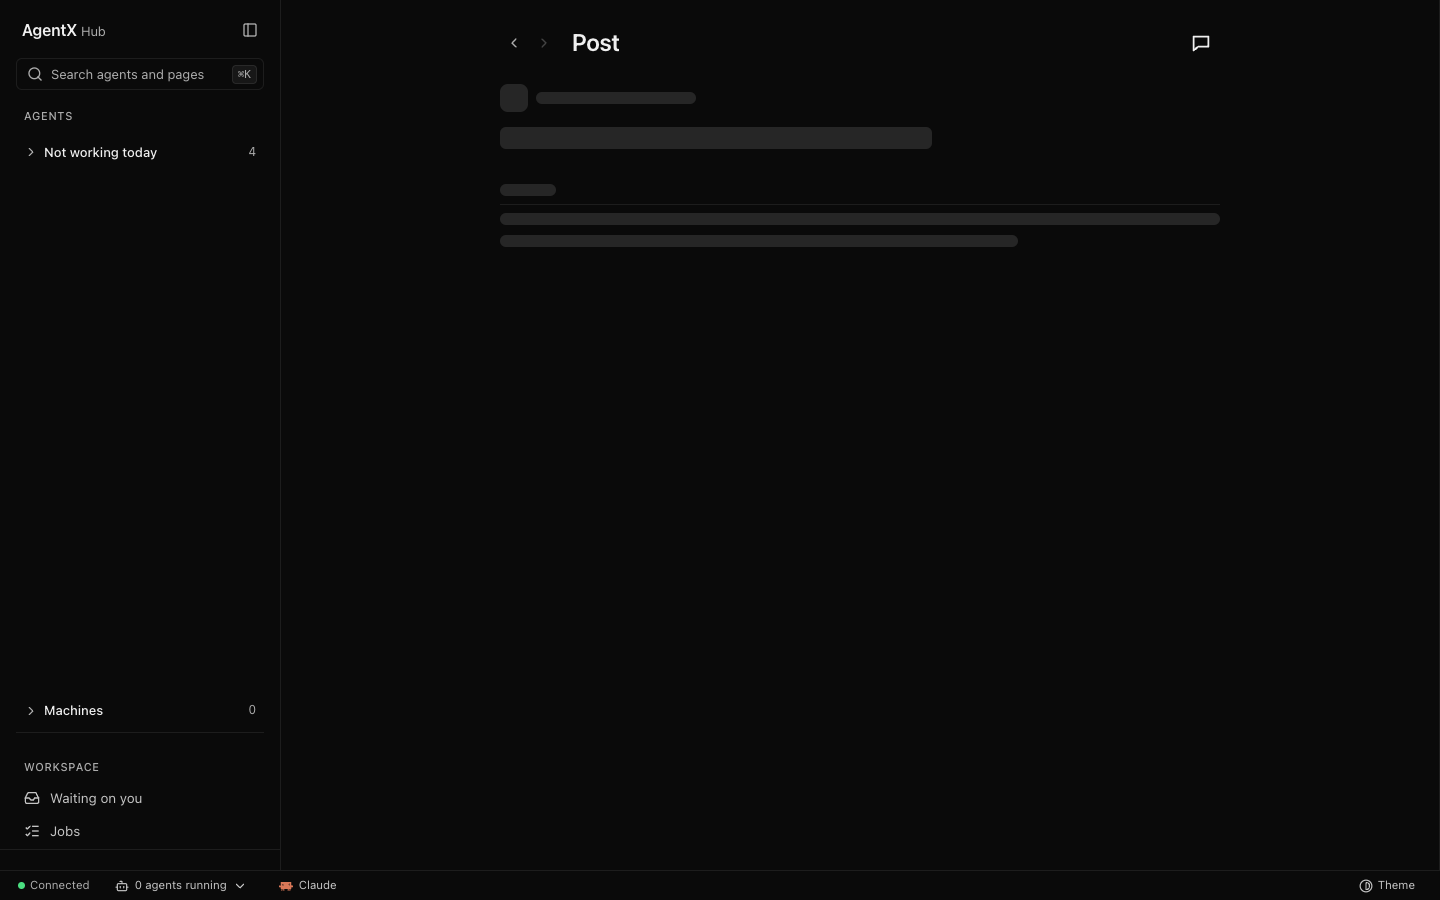 AgentX Hub
Search agents and pages ⌘K
AGENTS
Not working today 4
Machines 0
WORKSPACE
Waiting on you
Jobs
Post
Connected
0 agents running
Claude
Theme